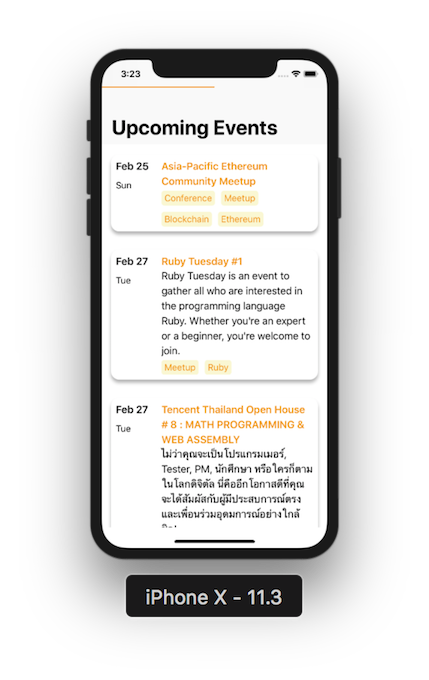 3:23
Upcoming Events
Feb 25
Sun
Asia-Pacific Ethereum
Community Meetup
Conference Meetup
Blockchain Ethereum
Feb 27
Tue
Ruby Tuesday #1
Ruby Tuesday is an event to
gather all who are interested in
the programming language
Ruby. Whether you're an expert
or a beginner, you're welcome to
join.
Meetup Ruby
Feb 27
Tue
Tencent Thailand Open House
# 8 : MATH PROGRAMMING &
WEB ASSEMBLY
ไม่ว่าคุณจะเป็นโปรแกรมเมอร์,
Tester, PM, นักศึกษา หรือใครก็ตาม
ในโลกดิจิตัล นี่คืออีกโอกาสดีที่คุณ
จะได้สัมผัสกับผู้มีประสบการณ์ตรง
และเพื่อนร่วมอุดมการณ์อย่างใกล้
iPhone X - 11.3